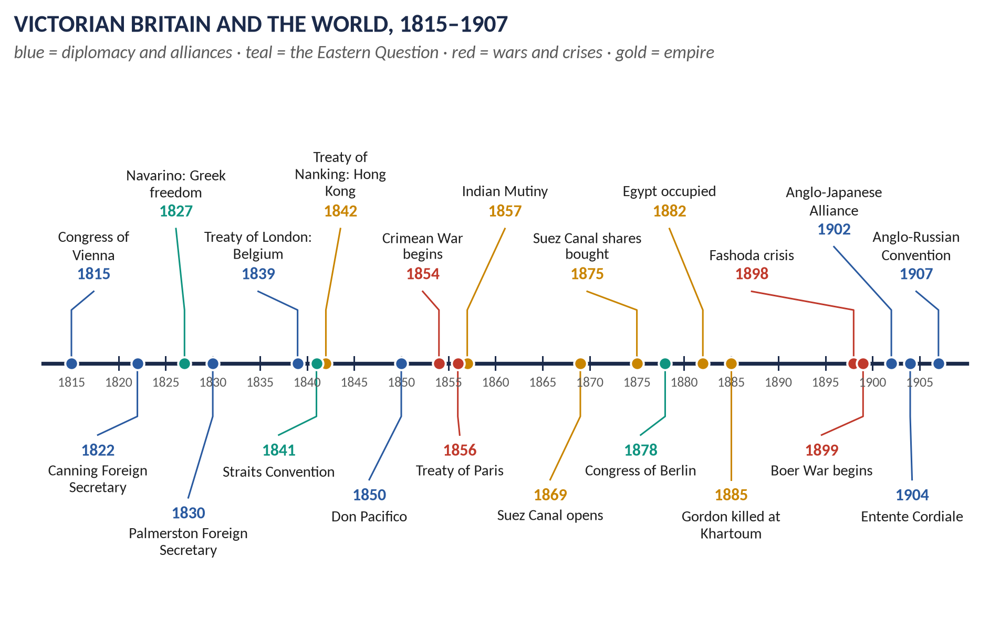 VICTORIAN BRITAIN AND THE WORLD, 1815–1907
blue = diplomacy and alliances · teal = the Eastern Question · red = wars and crises · gold = empire
Congress of
Vienna
1815
Navarino: Greek
freedom
1827
Treaty of London:
Belgium
1839
Treaty of
Nanking: Hong
Kong
1842
Crimean War
begins
1854
Indian Mutiny
1857
Suez Canal shares
bought
1875
Egypt occupied
1882
Fashoda crisis
1898
Anglo-Japanese
Alliance
1902
Anglo-Russian
Convention
1907
1815 1820 1825 1830 1835 1840 1845 1850 1855 1860 1865 1870 1875 1880 1885 1890 1895 1900 1905
1822
Canning Foreign
Secretary
1830
Palmerston Foreign
Secretary
1841
Straits Convention
1850
Don Pacifico
1856
Treaty of Paris
1869
Suez Canal opens
1878
Congress of Berlin
1885
Gordon killed at
Khartoum
1899
Boer War begins
1904
Entente Cordiale